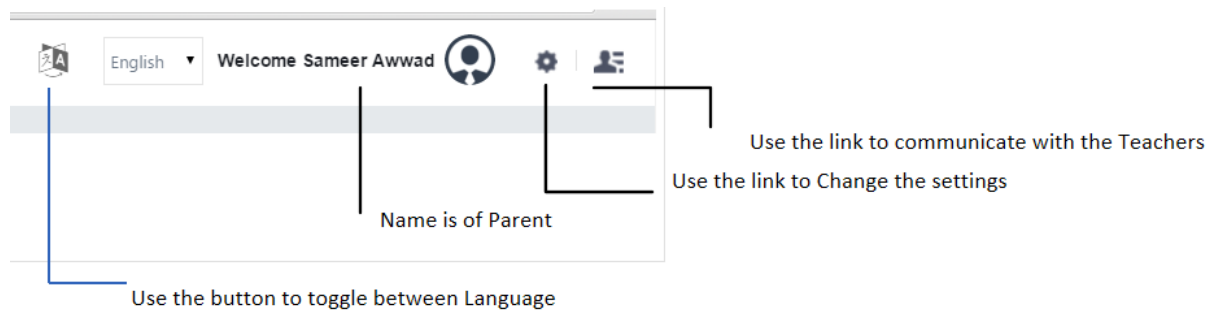 English
Welcome Sameer Awwad
Use the link to communicate with the Teachers
Use the link to Change the settings
Name is of Parent
Use the button to toggle between Language